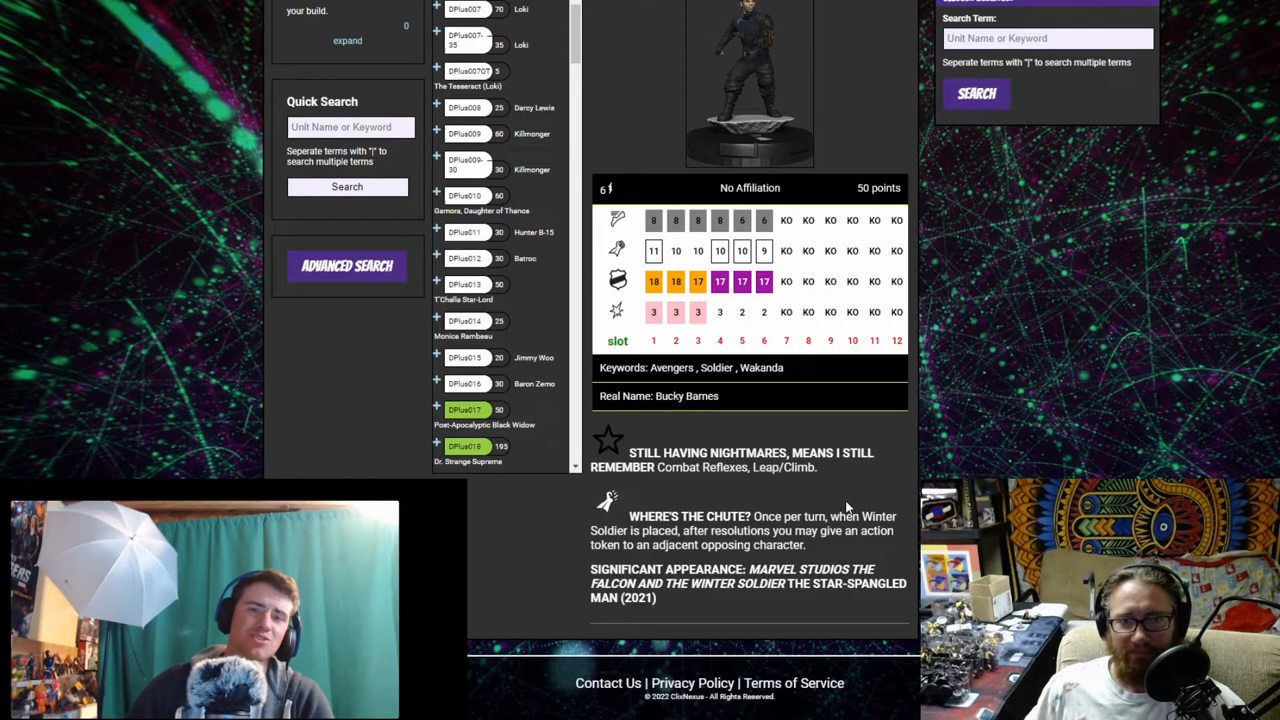 your build.
0
expand
Quick Search
Unit Name or Keyword
Seperate terms with "|" to
search multiple terms
Search
ADVANCED SEARCH
DPlus007 70 Loki
DPlus007-
35 35 Loki
DPlus007OT 5
The Tesseract (Loki)
DPlus008 25 Darcy Lewis
DPlus009 60 Killmonger
DPlus009-
30 30 Killmonger
DPlus010 60
Gamora, Daughter of Thanos
DPlus011 30 Hunter B-15
DPlus012 30 Batroc
DPlus013 50
T'Challa Star-Lord
DPlus014 25
Monica Rambeau
DPlus015 20 Jimmy Woo
DPlus016 30 Baron Zemo
DPlus017 50
Post-Apocalyptic Black Widow
DPlus018 195
Dr. Strange Supreme
6 No Affiliation 50 points
8 8 8 8 6 6 KO KO KO KO KO KO
11 10 10 10 10 9 KO KO KO KO KO KO
18 18 17 17 17 17 KO KO KO KO KO KO
3 3 3 3 2 2 KO KO KO KO KO KO
slot 1 2 3 4 5 6 7 8 9 10 11 12
Keywords: Avengers , Soldier , Wakanda
Real Name: Bucky Barnes
STILL HAVING NIGHTMARES, MEANS I STILL
REMEMBER Combat Reflexes, Leap/Climb.
WHERE'S THE CHUTE? Once per turn, when Winter
Soldier is placed, after resolutions you may give an action
token to an adjacent opposing character.
SIGNIFICANT APPEARANCE: MARVEL STUDIOS THE
FALCON AND THE WINTER SOLDIER THE STAR-SPANGLED
MAN (2021)
Contact Us | Privacy Policy | Terms of Service
© 2022 ClixNexus - All Rights Reserved.
Search Term:
Unit Name or Keyword
Seperate terms with "|" to search multiple terms
SEARCH